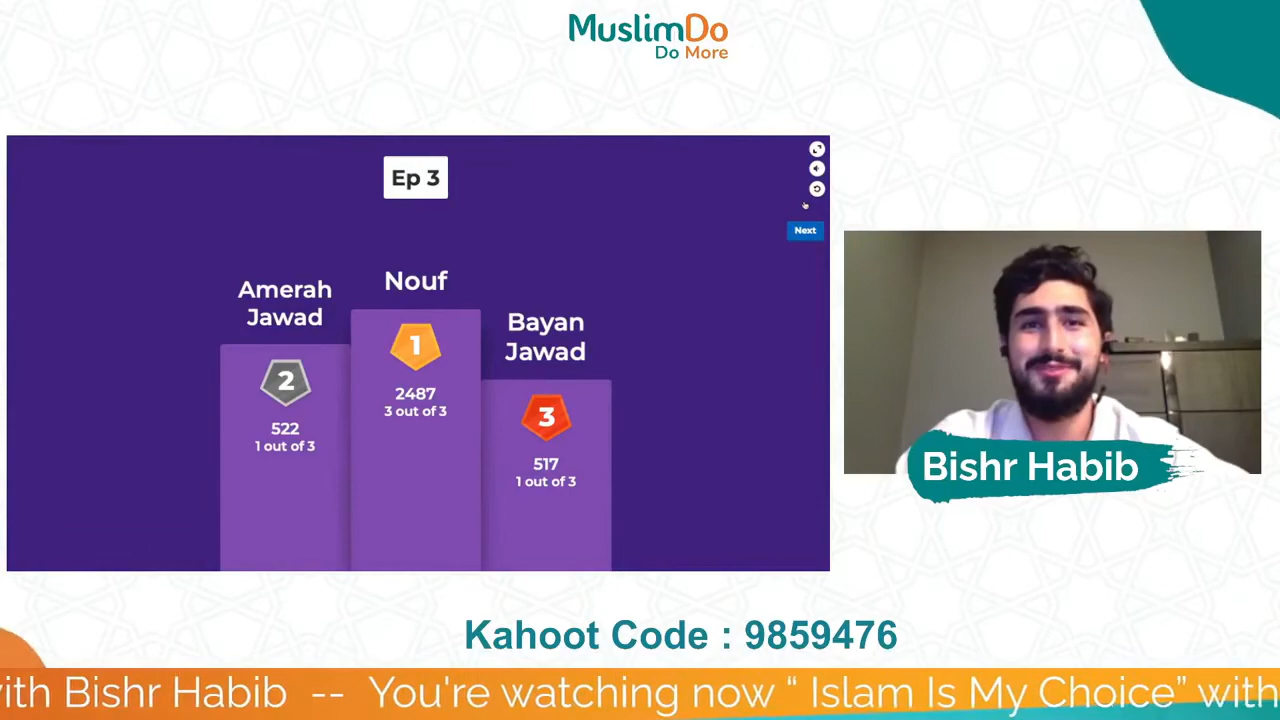 MuslimDo
Do More
Ep 3
Next
Nouf
Amerah
Jawad
Bayan
Jawad
1
2487
3 out of 3
2
522
1 out of 3
3
517
1 out of 3
Bishr Habib
Kahoot Code : 9859476
ith Bishr Habib -- You're watching now “ Islam Is My Choice” with